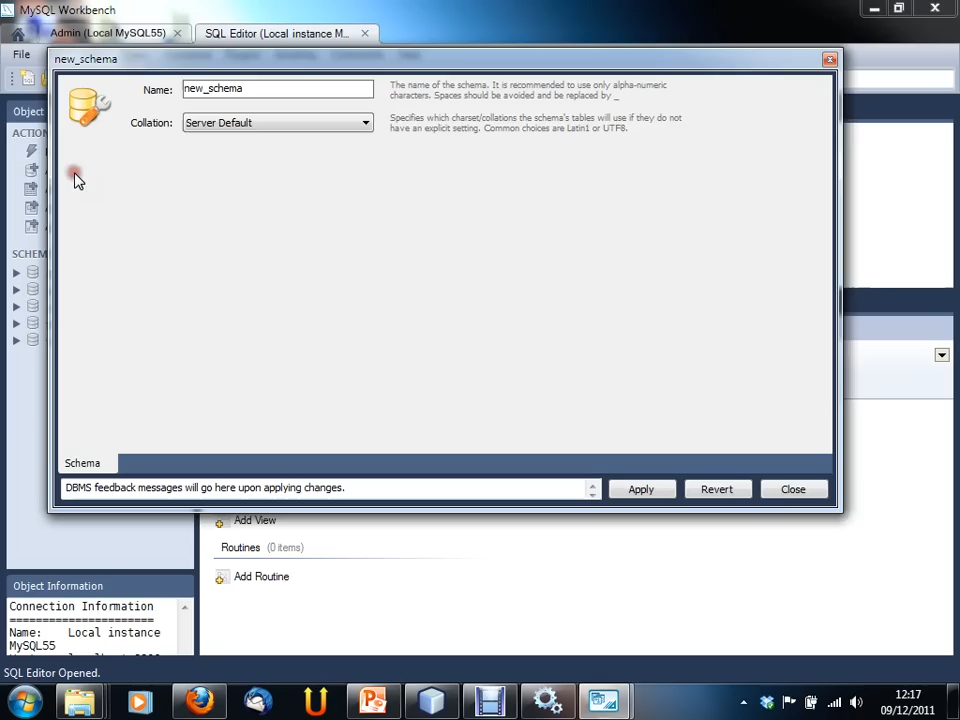 MySQL Workbench
Admin (Local MySQL55)
SQL Editor (Local instance M...
File
new_schema
Name:
new_schema
The name of the schema. It is recommended to use only alpha-numeric
characters. Spaces should be avoided and be replaced by _
Collation:
Server Default
Specifies which charset/collations the schema's tables will use if they do not
have an explicit setting. Common choices are Latin1 or UTF8.
Object
ACTIO
SCHEM
Schema
DBMS feedback messages will go here upon applying changes.
Apply
Revert
Close
Add View
Routines (0 items)
Add Routine
Object Information
Connection Information
======================
Name: Local instance
MySQL55
SQL Editor Opened.
12:17
09/12/2011